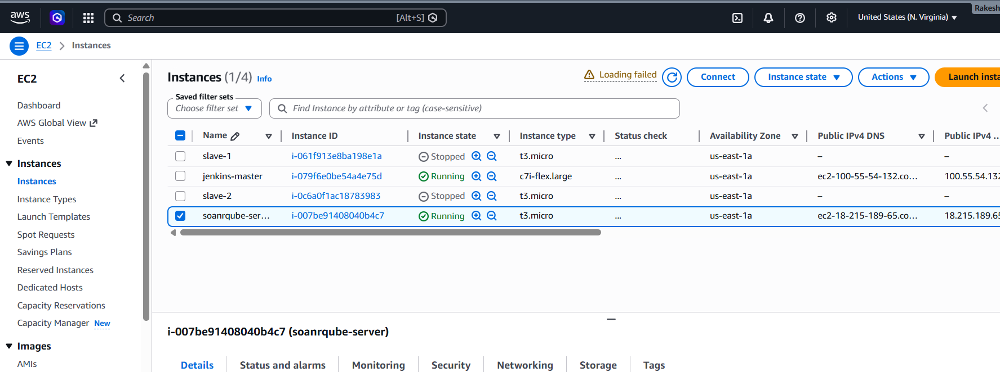 Rakesh
aws
Search [Alt+S]
United States (N. Virginia)
EC2 Instances
EC2
Dashboard
AWS Global View
Events
Instances
Instances
Instance Types
Launch Templates
Spot Requests
Savings Plans
Reserved Instances
Dedicated Hosts
Capacity Reservations
Capacity Manager New
Images
AMIs
Instances (1/4) Info
Loading failed
Connect
Instance state
Actions
Launch insta
Saved filter sets
Choose filter set
Find Instance by attribute or tag (case-sensitive)
Name Instance ID Instance state Instance type Status check Availability Zone Public IPv4 DNS Public IPv4 ...
slave-1 i-061f913e8ba198e1a Stopped t3.micro ... us-east-1a – –
jenkins-master i-079f6e0be54a4e75d Running c7i-flex.large ... us-east-1a ec2-100-55-54-132.co... 100.55.54.132
slave-2 i-0c6a0f1ac18783983 Stopped t3.micro ... us-east-1a – –
soanrqube-ser... i-007be91408040b4c7 Running t3.micro ... us-east-1a ec2-18-215-189-65.co... 18.215.189.65
i-007be91408040b4c7 (soanrqube-server)
Details Status and alarms Monitoring Security Networking Storage Tags